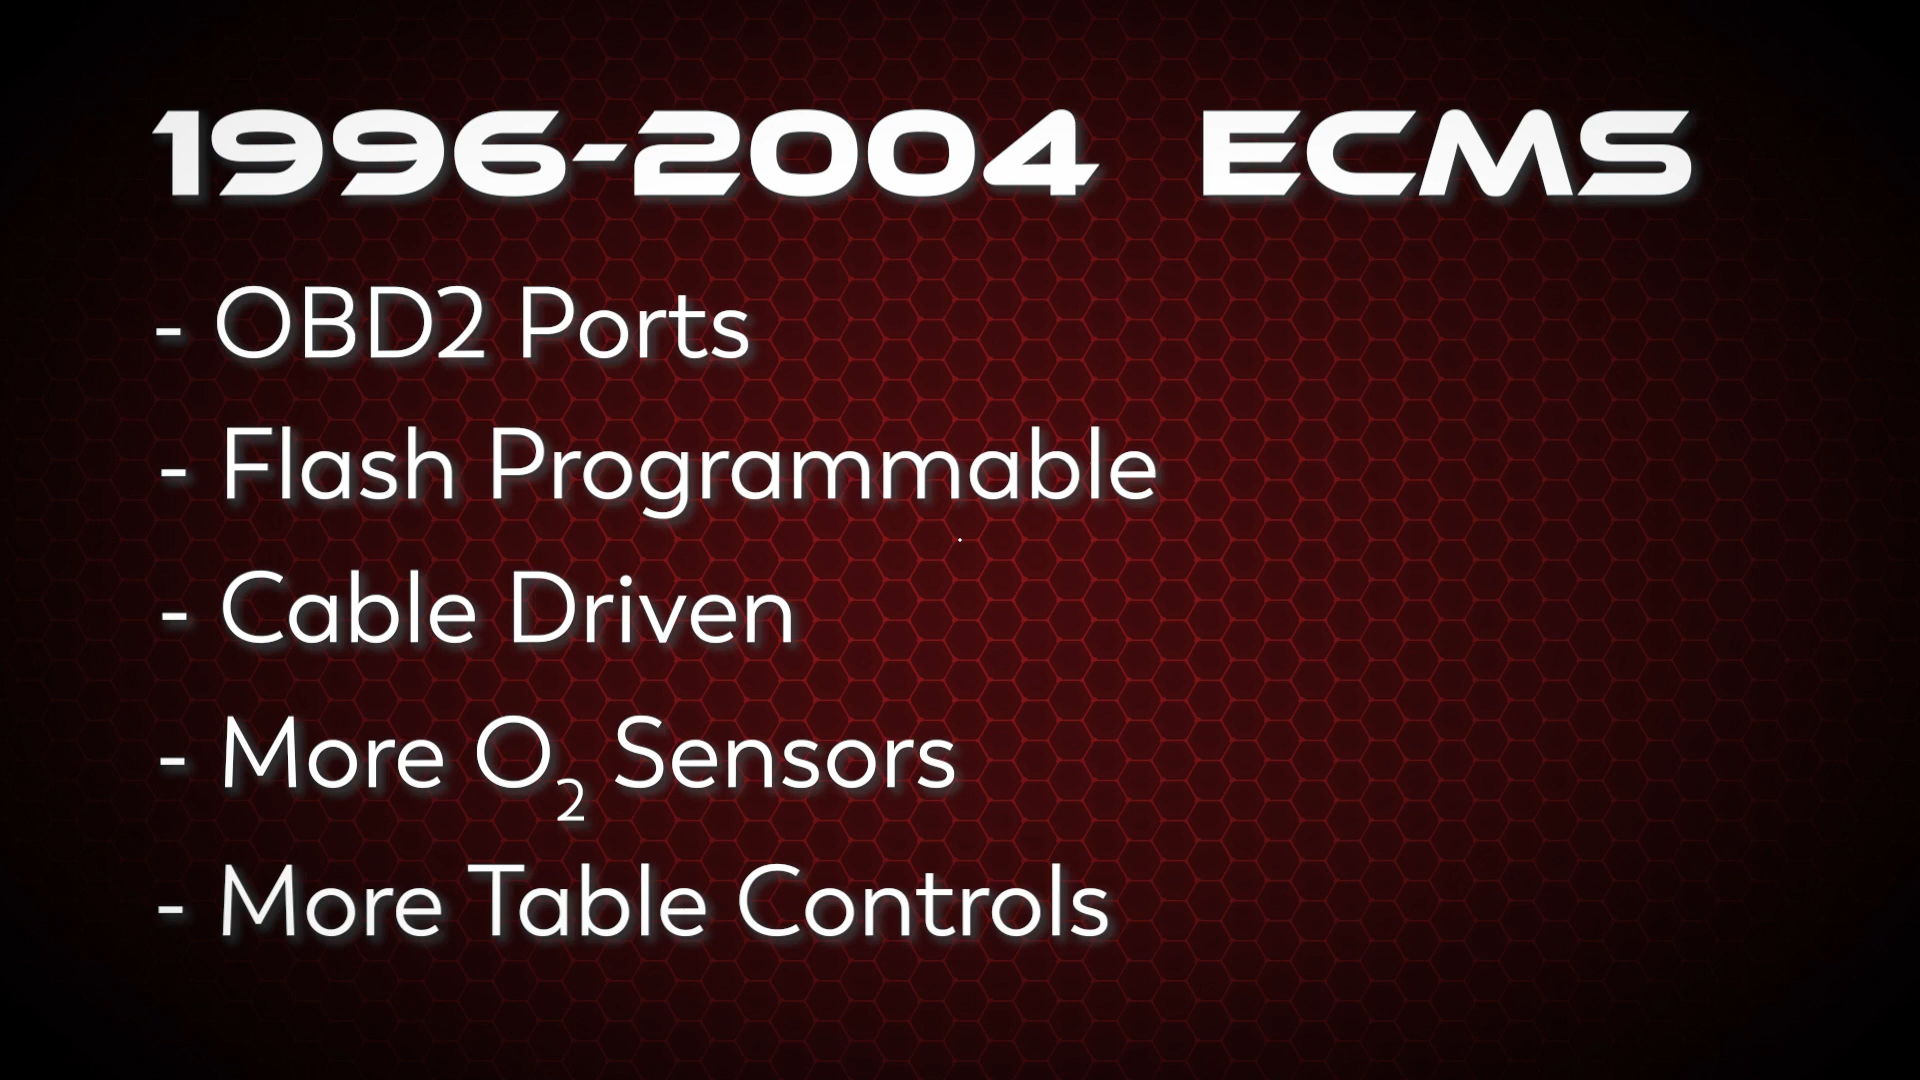 1996-2004 ECMS
- OBD2 Ports
- Flash Programmable
- Cable Driven
- More O₂ Sensors
- More Table Controls